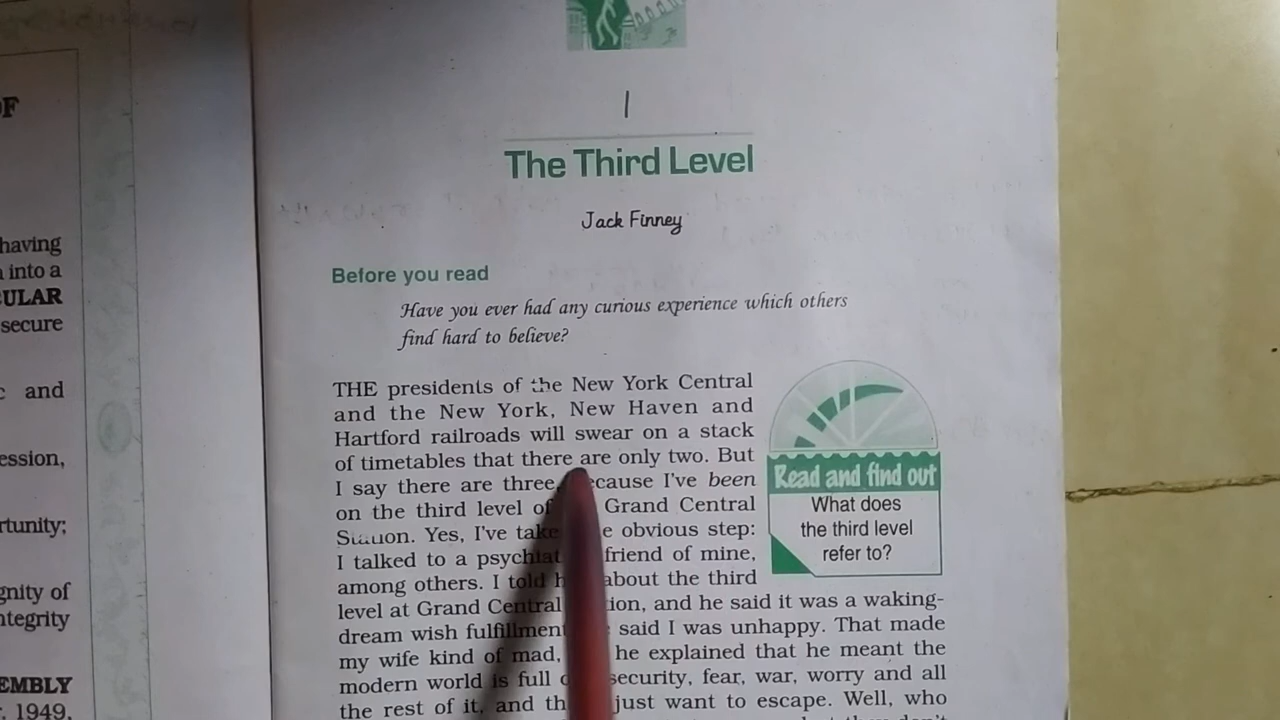 OF
having
into a
ULAR
secure
and
ession,
rtunity;
gnity of
ntegrity
EMBLY
1949,
1
The Third Level
Jack Finney
Before you read
Have you ever had any curious experience which others
find hard to believe?
THE presidents of the New York Central
and the New York, New Haven and
Hartford railroads will swear on a stack
of timetables that there are only two. But
I say there are three, ecause I've been
on the third level of Grand Central
Station. Yes, I've take e obvious step:
I talked to a psychiat friend of mine,
among others. I told h about the third
level at Grand Central tion, and he said it was a waking-
dream wish fulfillment said I was unhappy. That made
my wife kind of mad, he explained that he meant the
modern world is full o security, fear, war, worry and all
the rest of it, and th just want to escape. Well, who
Read and find out
What does
the third level
refer to?